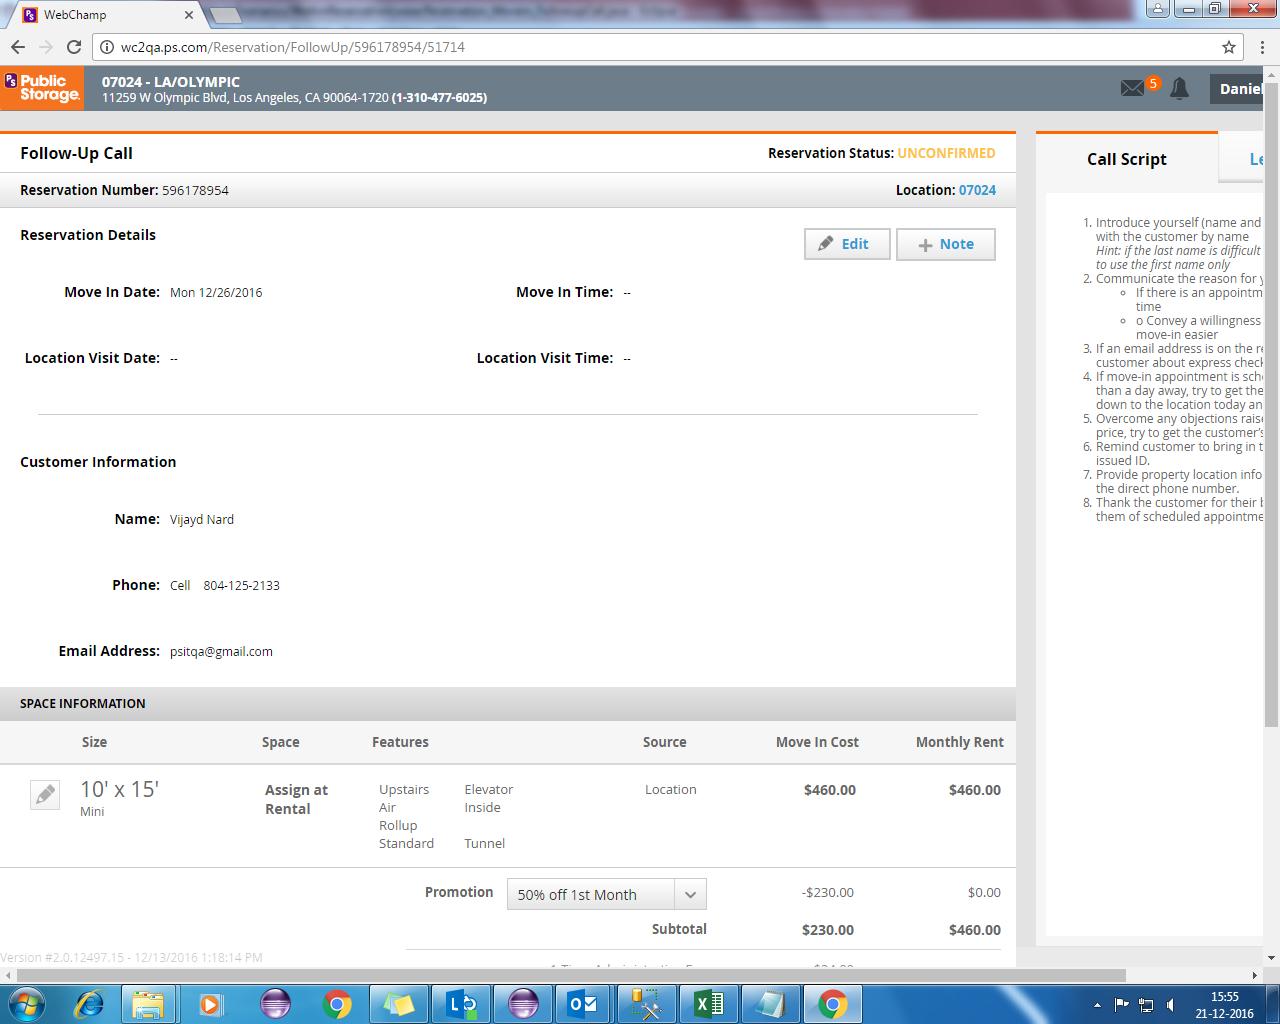 WebChamp
wc2qa.ps.com/Reservation/FollowUp/596178954/51714
PS Public Storage.
07024 - LA/OLYMPIC
11259 W Olympic Blvd, Los Angeles, CA 90064-1720 (1-310-477-6025)
5
Daniel
Follow-Up Call
Reservation Status: UNCONFIRMED
Reservation Number: 596178954
Location: 07024
Reservation Details
Edit
Note
Move In Date: Mon 12/26/2016
Move In Time: --
Location Visit Date: --
Location Visit Time: --
Customer Information
Name: Vijayd Nard
Phone: Cell 804-125-2133
Email Address: psitqa@gmail.com
SPACE INFORMATION
Size Space Features Source Move In Cost Monthly Rent
10' x 15'
Mini
Assign at
Rental
Upstairs Elevator
Air Inside
Rollup
Standard Tunnel
Location
$460.00 $460.00
Promotion 50% off 1st Month -$230.00 $0.00
Subtotal $230.00 $460.00
Version #2.0.12497.15 - 12/13/2016 1:18:14 PM
Call Script
Le
1. Introduce yourself (name and
with the customer by name
Hint: if the last name is difficult
to use the first name only
2. Communicate the reason for y
If there is an appointm
time
o Convey a willingness
move-in easier
3. If an email address is on the re
customer about express check
4. If move-in appointment is sche
than a day away, try to get the
down to the location today an
5. Overcome any objections raise
price, try to get the customer's
6. Remind customer to bring in t
issued ID.
7. Provide property location info
the direct phone number.
8. Thank the customer for their b
them of scheduled appointme
15:55
21-12-2016